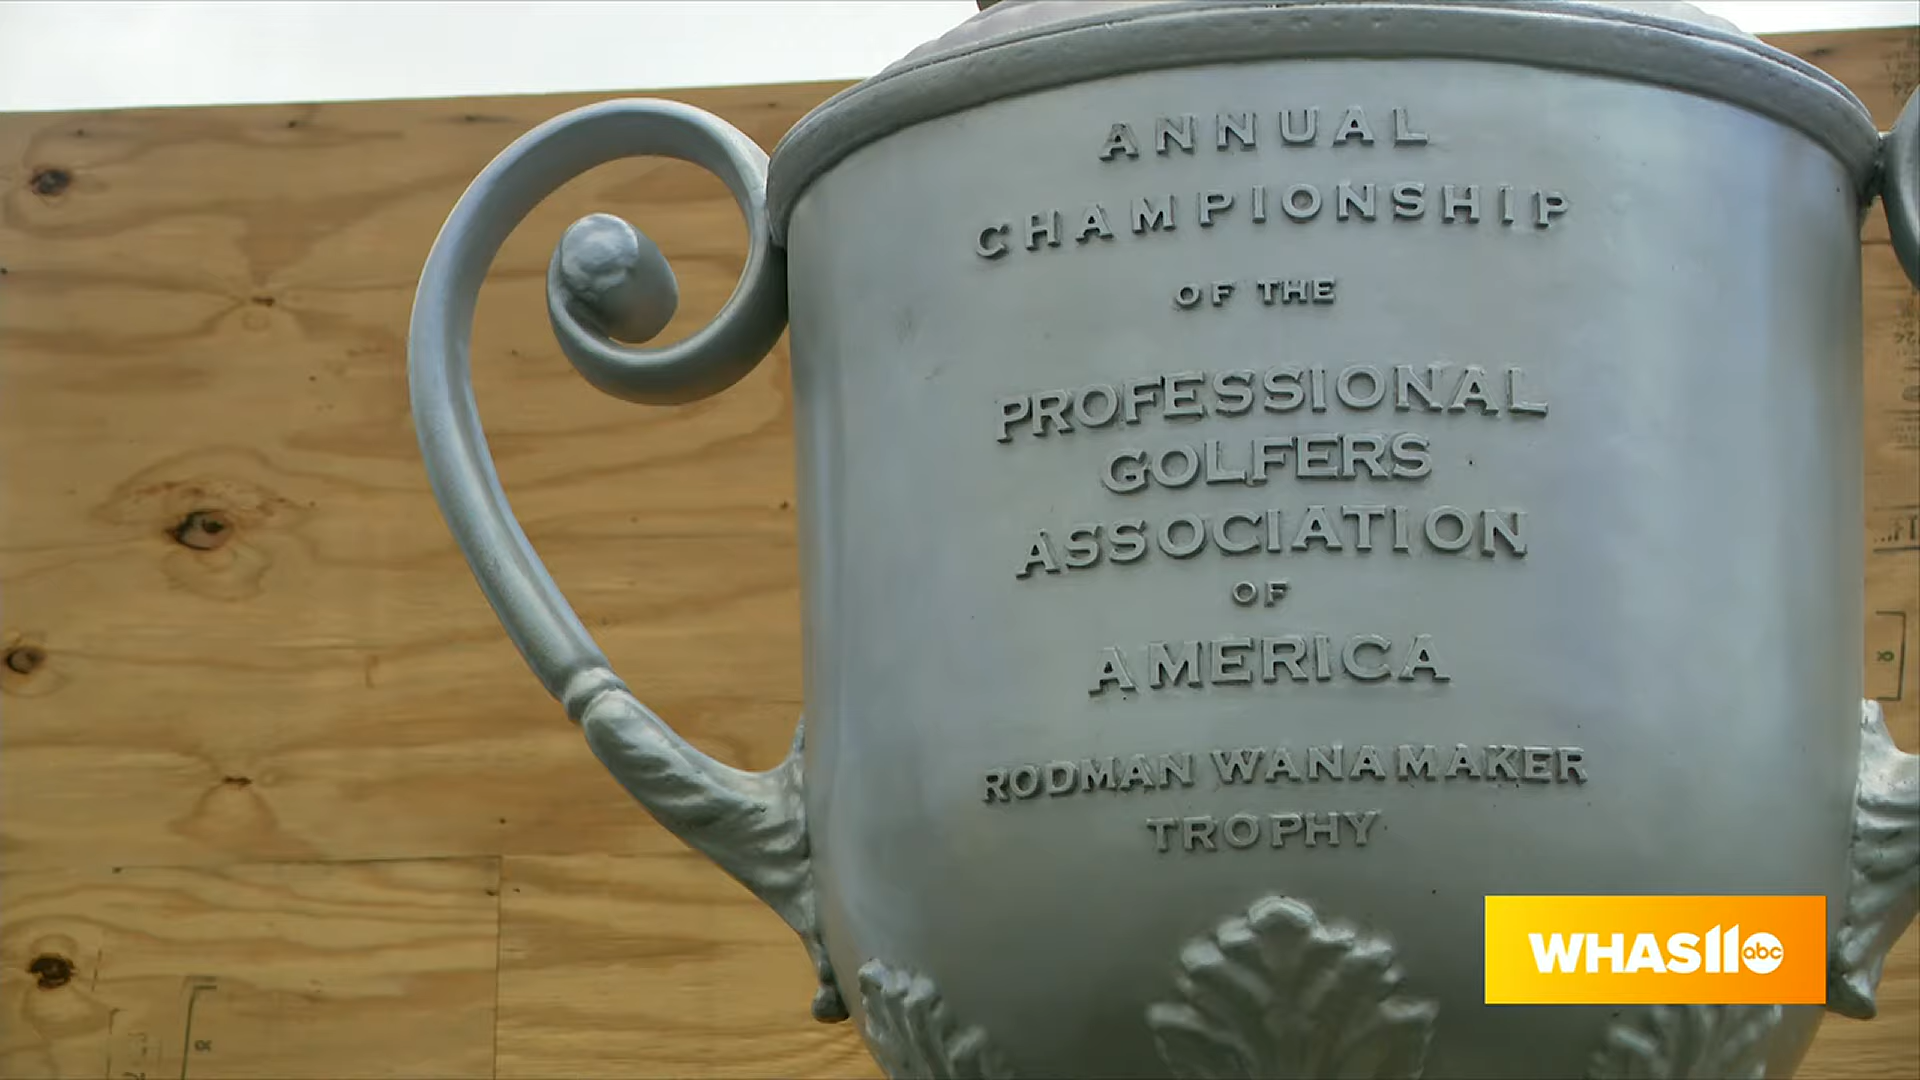 ANNUAL
CHAMPIONSHIP
OF THE
PROFESSIONAL
GOLFERS
ASSOCIATION
OF
AMERICA
RODMAN WANAMAKER
TROPHY
WHAS11 abc